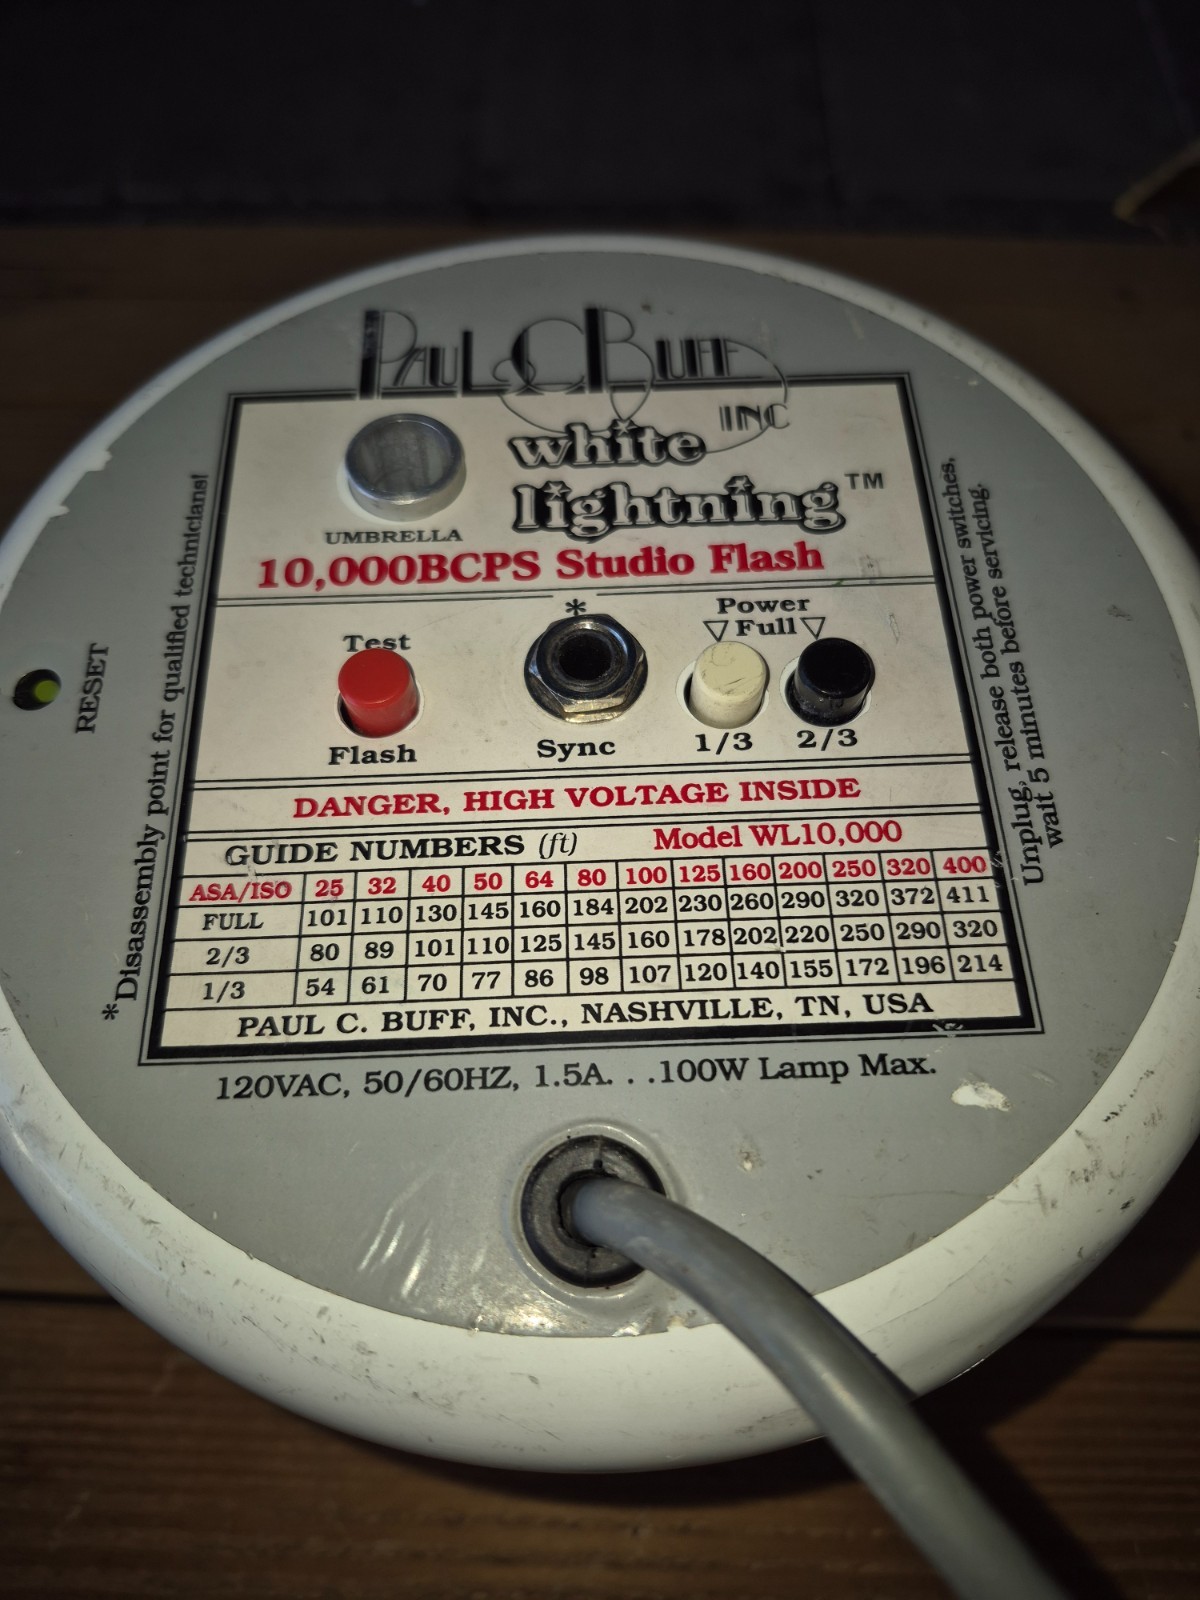 PAUL C BUFF
INC
white
lightning™
UMBRELLA
10,000BCPS Studio Flash
*
Power
▽ Full ▽
Test
Flash
Sync
1/3 2/3
RESET
DANGER, HIGH VOLTAGE INSIDE
GUIDE NUMBERS (ft) Model WL10,000
ASA/ISO 25 32 40 50 64 80 100 125 160 200 250 320 400
FULL 101 110 130 145 160 184 202 230 260 290 320 372 411
2/3 80 89 101 110 125 145 160 178 202 220 250 290 320
1/3 54 61 70 77 86 98 107 120 140 155 172 196 214
PAUL C. BUFF, INC., NASHVILLE, TN, USA
120VAC, 50/60HZ, 1.5A. . .100W Lamp Max.
*Disassembly point for qualified technicians!
Unplug, release both power switches,
wait 5 minutes before servicing.